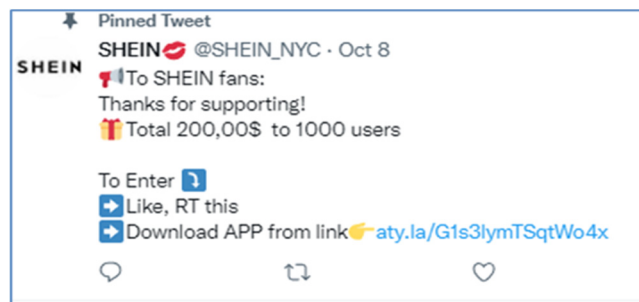 Pinned Tweet
SHEIN💋 @SHEIN_NYC · Oct 8
SHEIN
📢To SHEIN fans:
Thanks for supporting!
🎁Total 200,00$ to 1000 users
To Enter ⤵️
➡️Like, RT this
➡️Download APP from link👉aty.la/G1s3lymTSqtWo4x